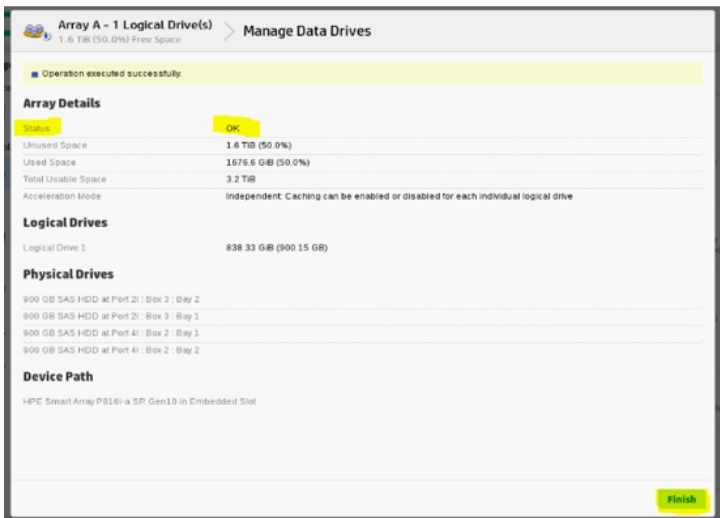 Array A - 1 Logical Drive(s)
1.6 TiB (50.0%) Free Space
Manage Data Drives
Operation executed successfully.
Array Details
Status OK
Unused Space 1.6 TiB (50.0%)
Used Space 1676.6 GiB (50.0%)
Total Usable Space 3.2 TiB
Acceleration Mode Independent: Caching can be enabled or disabled for each individual logical drive
Logical Drives
Logical Drive 1 838.33 GiB (900.15 GB)
Physical Drives
900 GB SAS HDD at Port 2I : Box 3 : Bay 2
900 GB SAS HDD at Port 2I : Box 3 : Bay 1
900 GB SAS HDD at Port 4I : Box 2 : Bay 1
900 GB SAS HDD at Port 4I : Box 2 : Bay 2
Device Path
HPE Smart Array P816i-a SR Gen10 in Embedded Slot
Finish